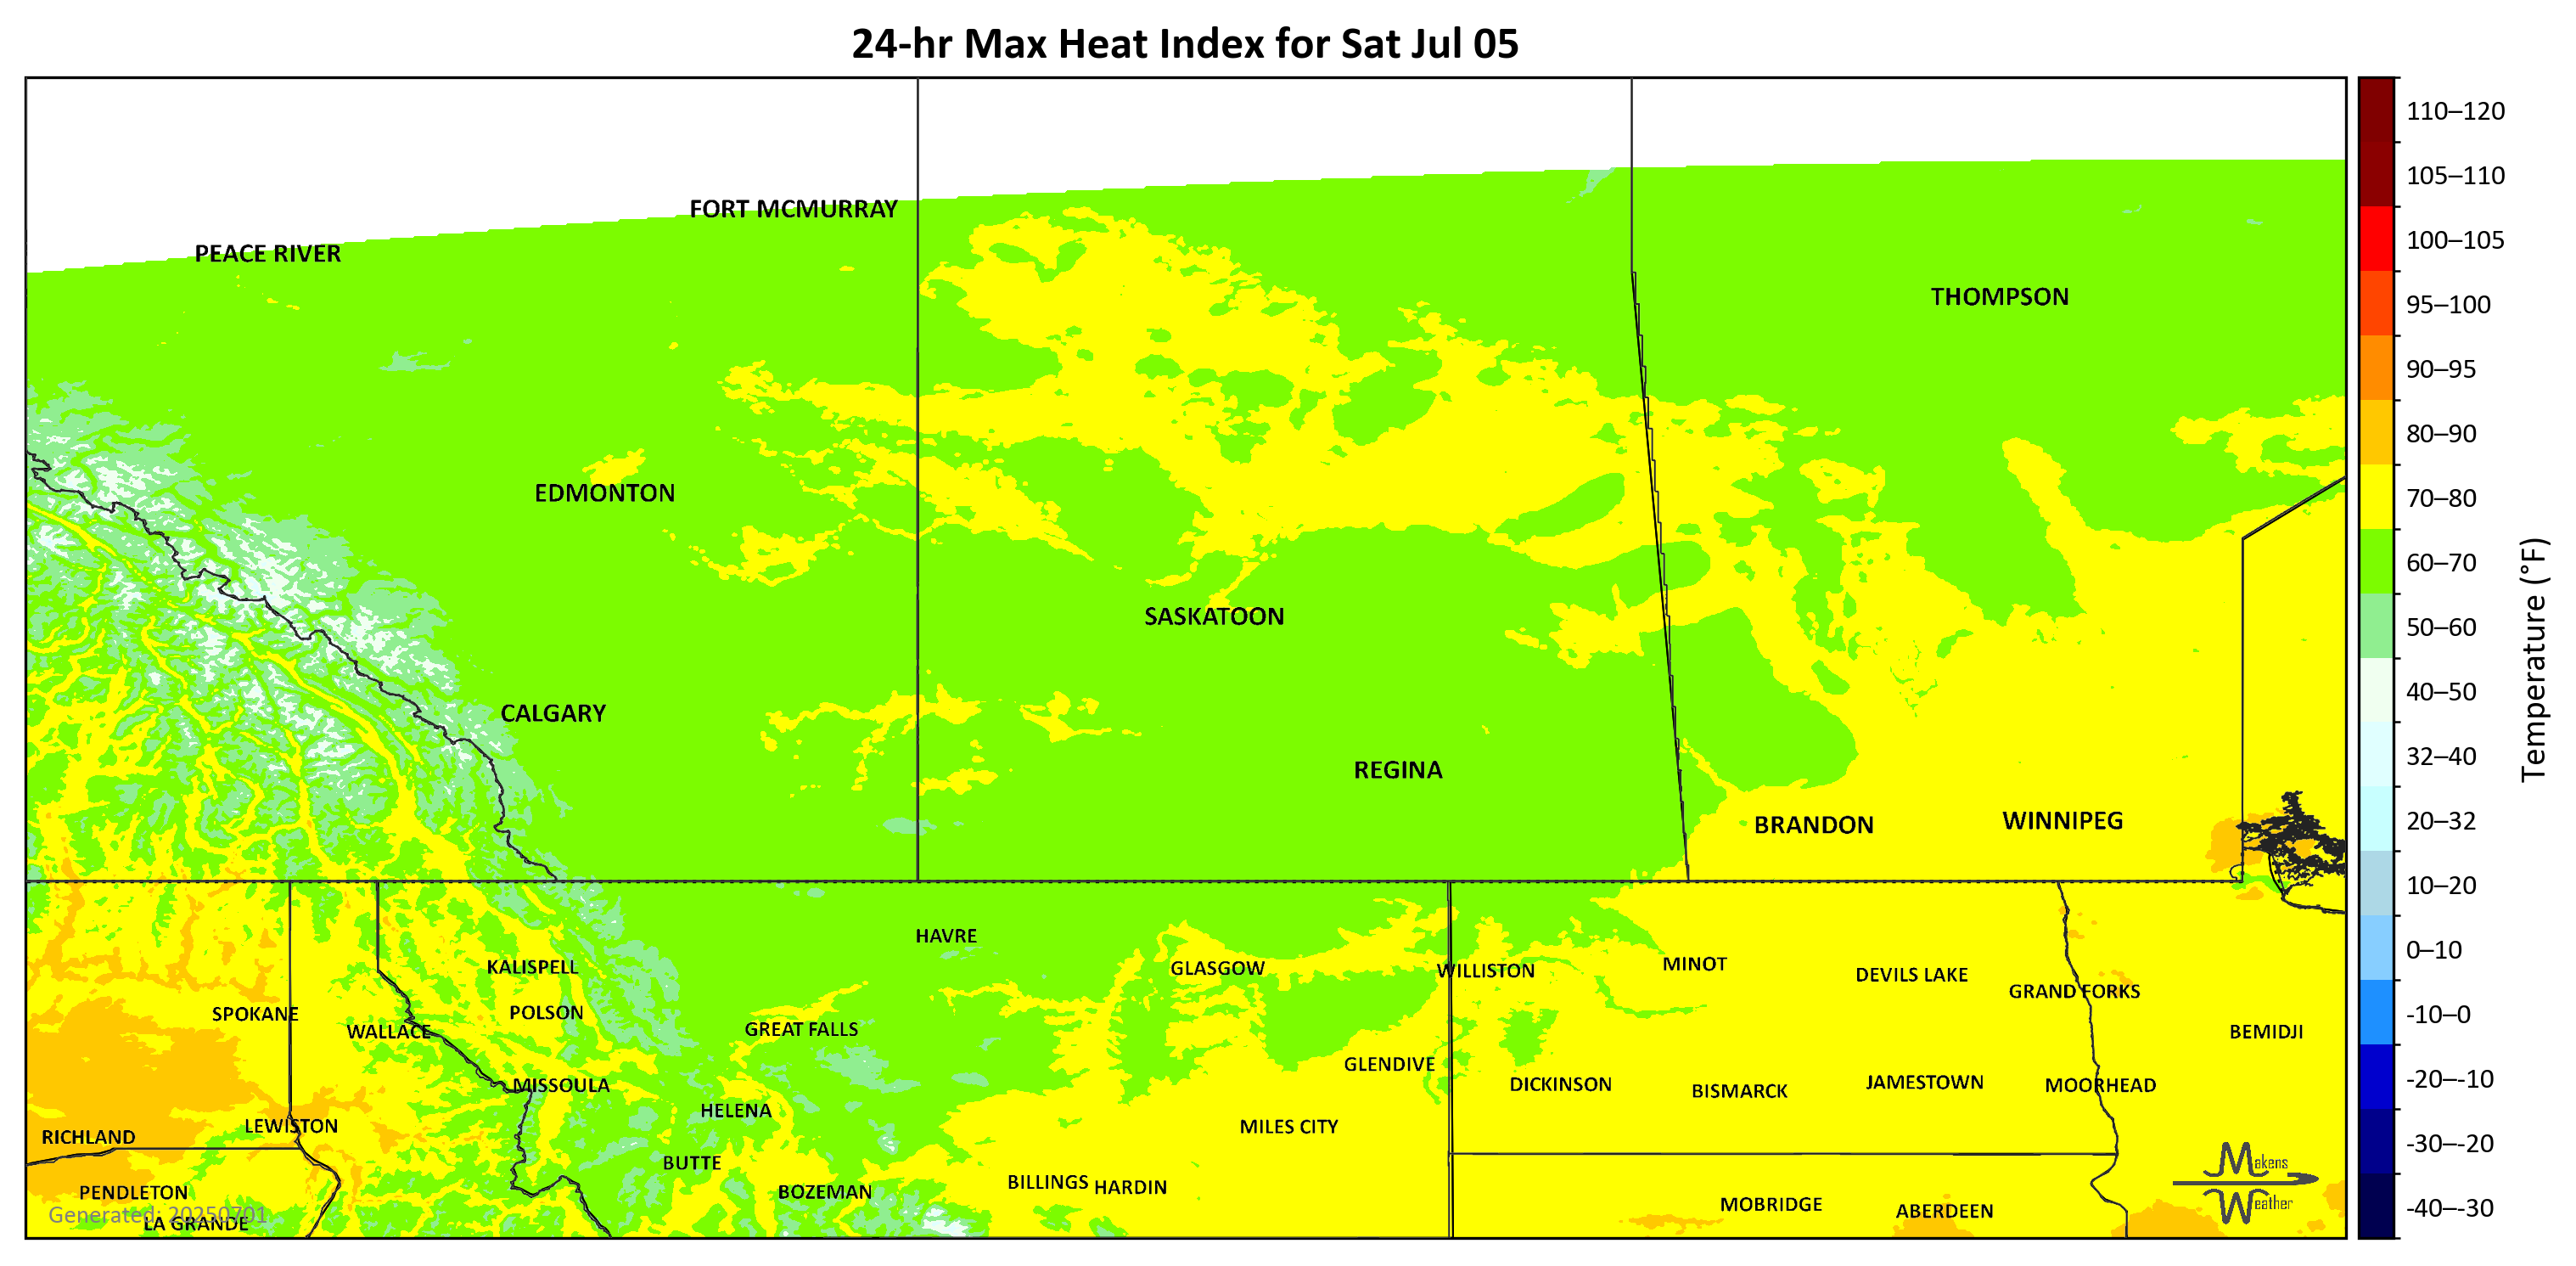 24-hr Max Heat Index for Sat Jul 05
FORT MCMURRAY
PEACE RIVER
THOMPSON
EDMONTON
SASKATOON
CALGARY
REGINA
BRANDON
WINNIPEG
HAVRE
KALISPELL
GLASGOW
WILLISTON
MINOT
DEVILS LAKE
GRAND FORKS
SPOKANE
POLSON
WALLACE
GREAT FALLS
BEMIDJI
GLENDIVE
MISSOULA
DICKINSON
BISMARCK
JAMESTOWN
MOORHEAD
HELENA
LEWISTON
MILES CITY
RICHLAND
BUTTE
BILLINGS
HARDIN
PENDLETON
BOZEMAN
MOBRIDGE
ABERDEEN
Generated: 20250701
LA GRANDE
Makens
Weather
110–120
105–110
100–105
95–100
90–95
80–90
70–80
60–70
50–60
40–50
32–40
20–32
10–20
0–10
-10–0
-20–-10
-30–-20
-40–-30
Temperature (°F)